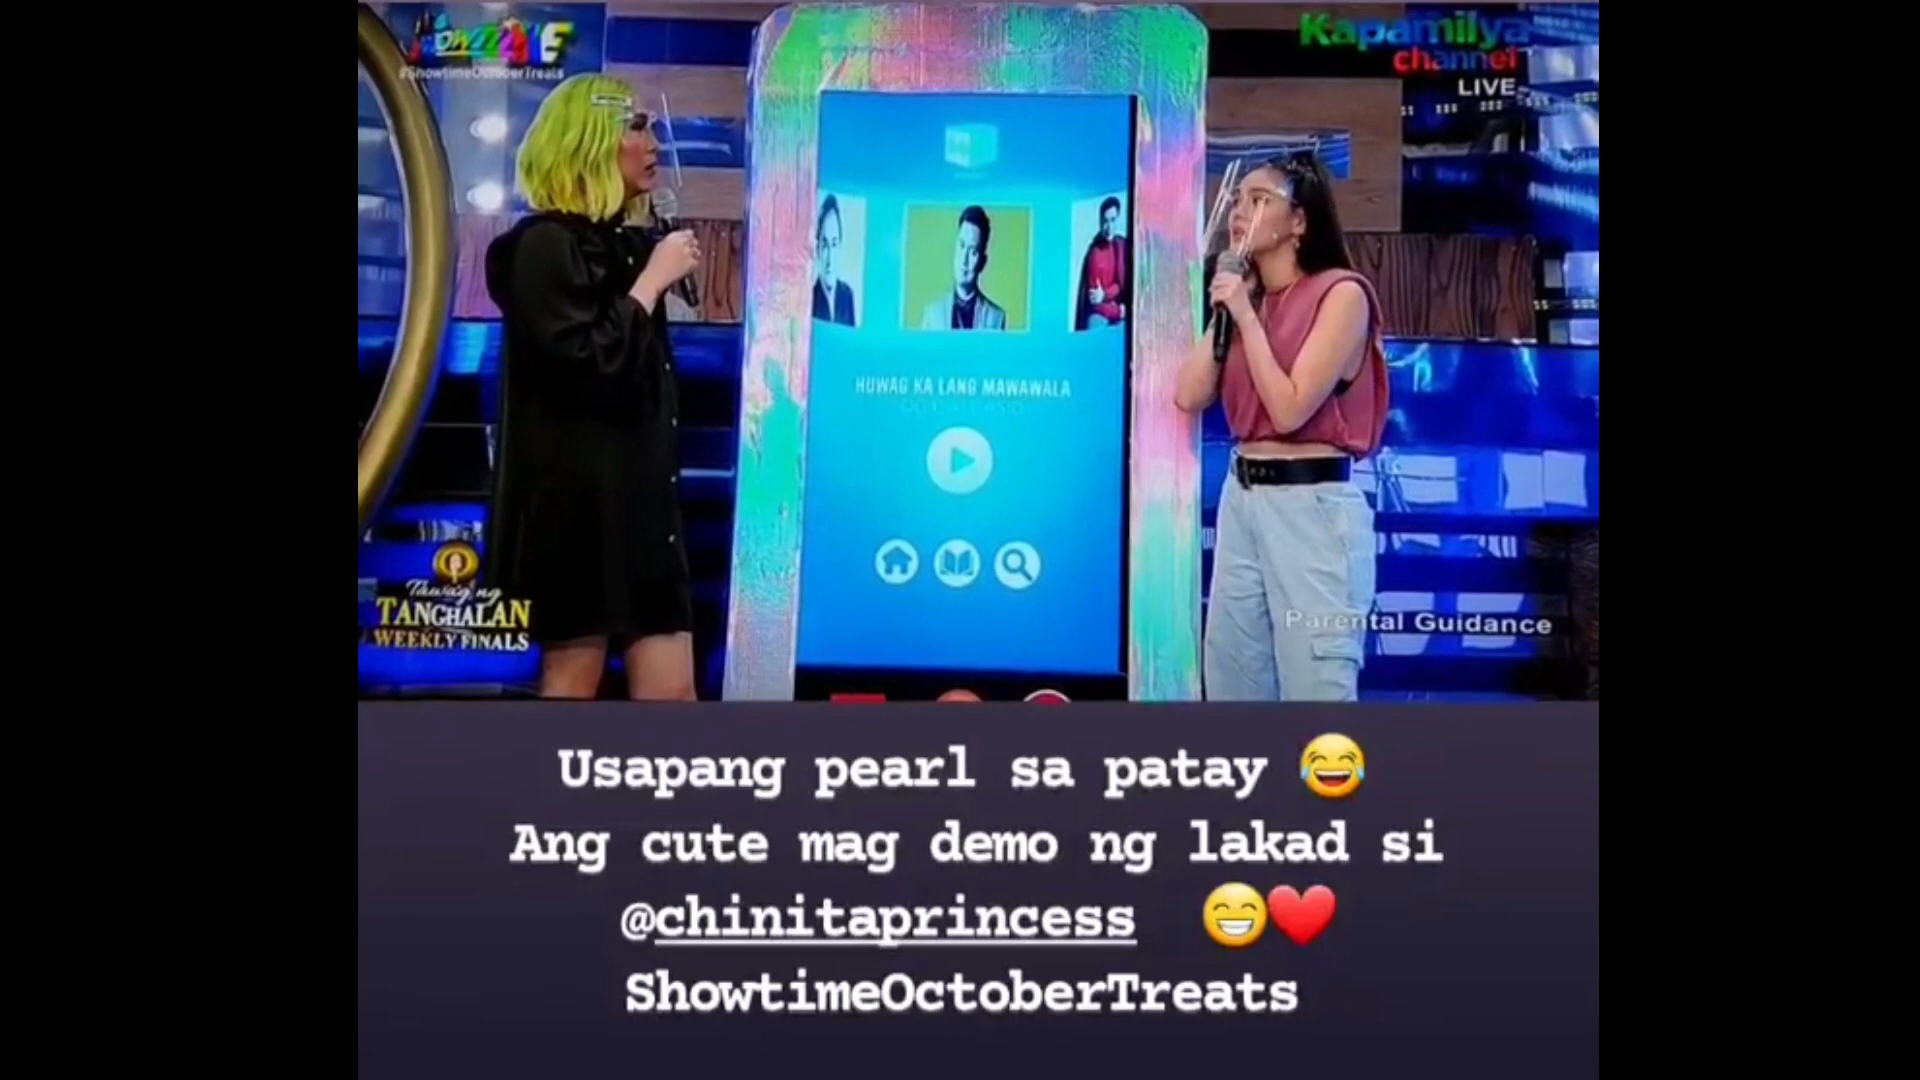 SHOWTIME
#ShowtimeOctoberTreats
Kapamilya
channel
LIVE
HUWAG KA LANG MAWAWALA
Tawag ng
TANGHALAN
WEEKLY FINALS
Parental Guidance
Usapang pearl sa patay 😂
Ang cute mag demo ng lakad si
@chinitaprincess 😁❤️
ShowtimeOctoberTreats